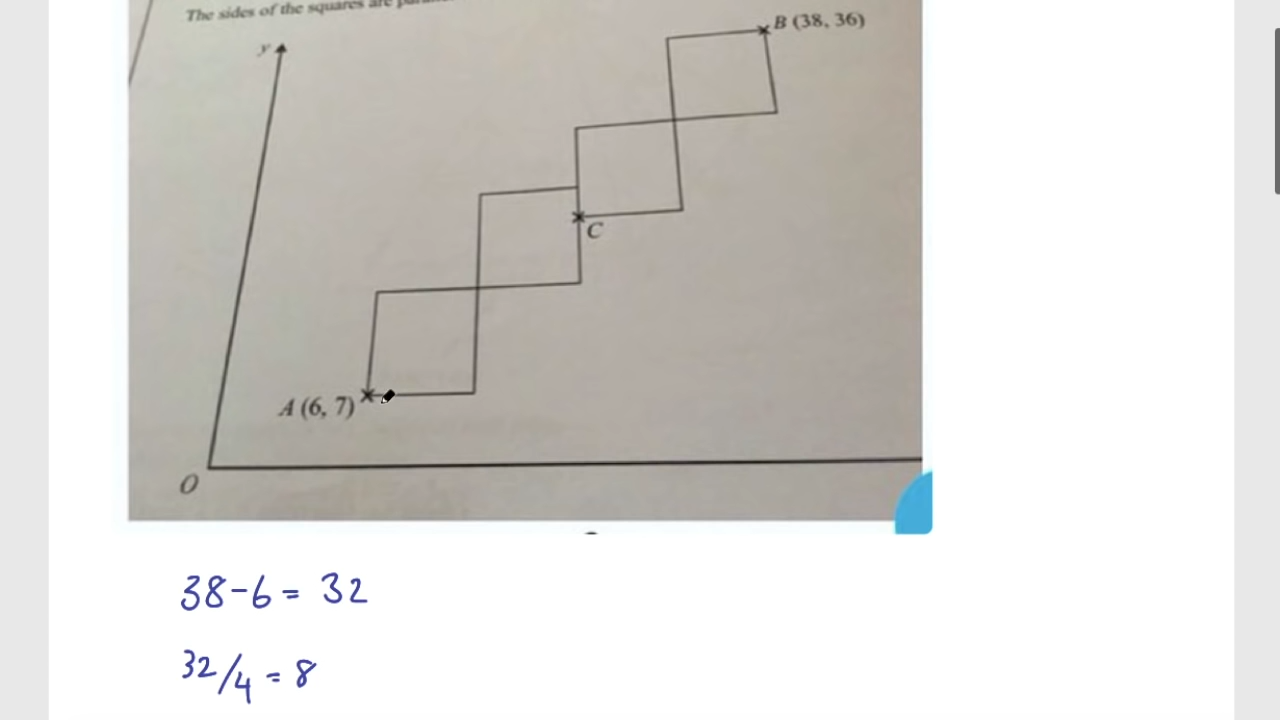 The sides of the squares are
y
B (38, 36)
C
A (6, 7)
O
38-6 = 32
32/4 = 8